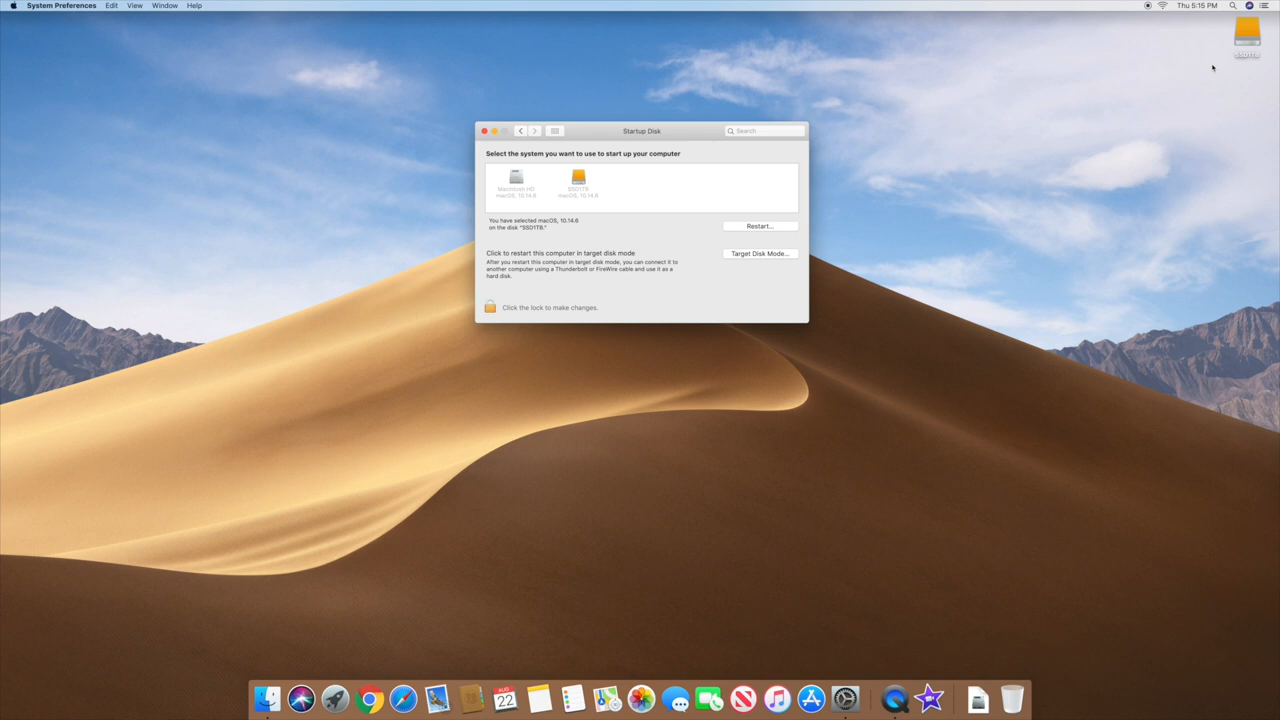 System Preferences Edit View Window Help
Thu 5:15 PM
SSD1TB
Startup Disk
Search
Select the system you want to use to start up your computer
Macintosh HD
macOS, 10.14.6
SSD1TB
macOS, 10.14.6
You have selected macOS, 10.14.6
on the disk "SSD1TB."
Restart...
Click to restart this computer in target disk mode
After you restart this computer in target disk mode, you can connect it to
another computer using a Thunderbolt or FireWire cable and use it as a
hard disk.
Target Disk Mode...
Click the lock to make changes.
AUG
22